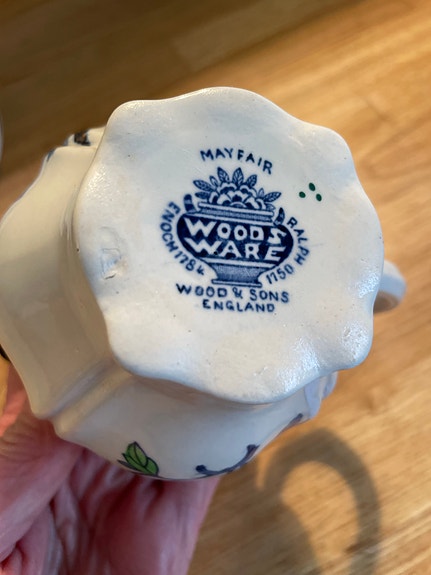 MAYFAIR
WOODS
WARE
ENOCH 1784
RALPH 1750
WOOD & SONS
ENGLAND